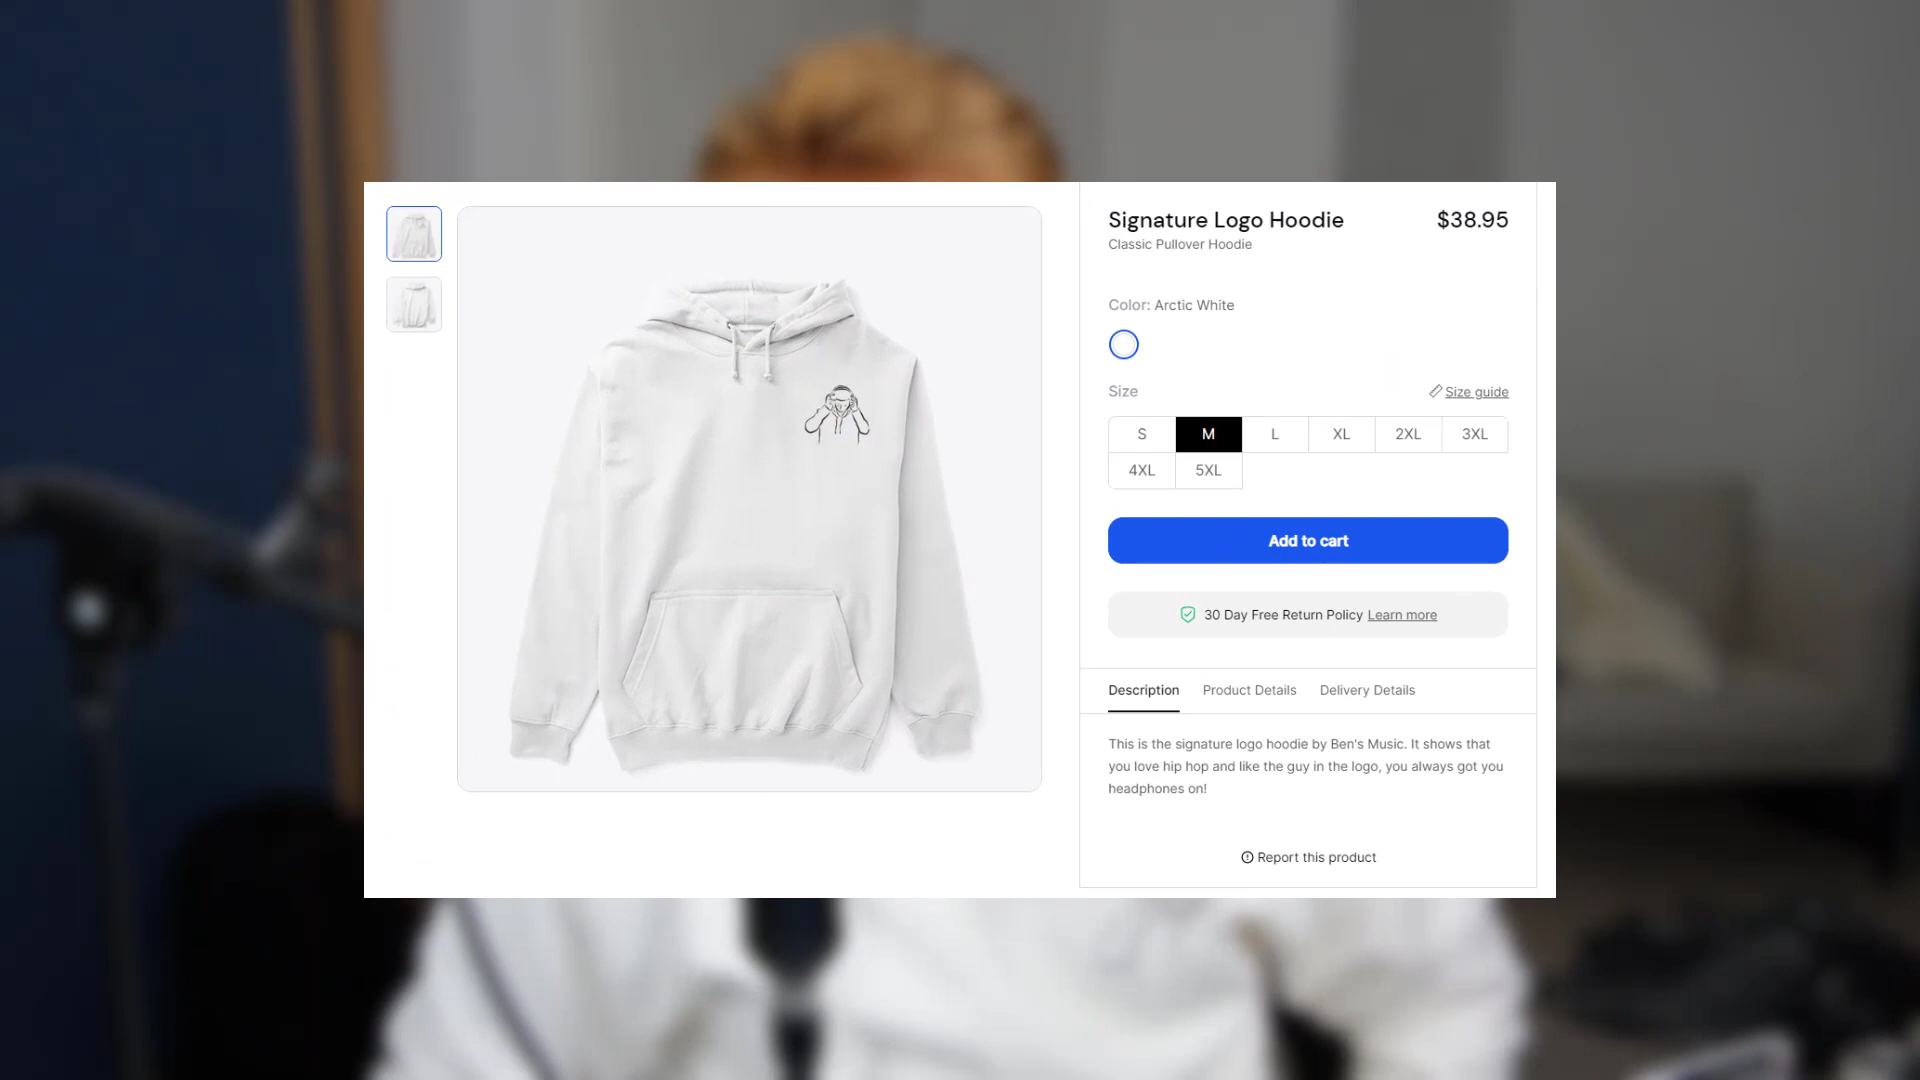 Signature Logo Hoodie $38.95
Classic Pullover Hoodie
Color: Arctic White
Size Size guide
S M L XL 2XL 3XL
4XL 5XL
Add to cart
30 Day Free Return Policy Learn more
Description Product Details Delivery Details
This is the signature logo hoodie by Ben's Music. It shows that
you love hip hop and like the guy in the logo, you always got you
headphones on!
Report this product